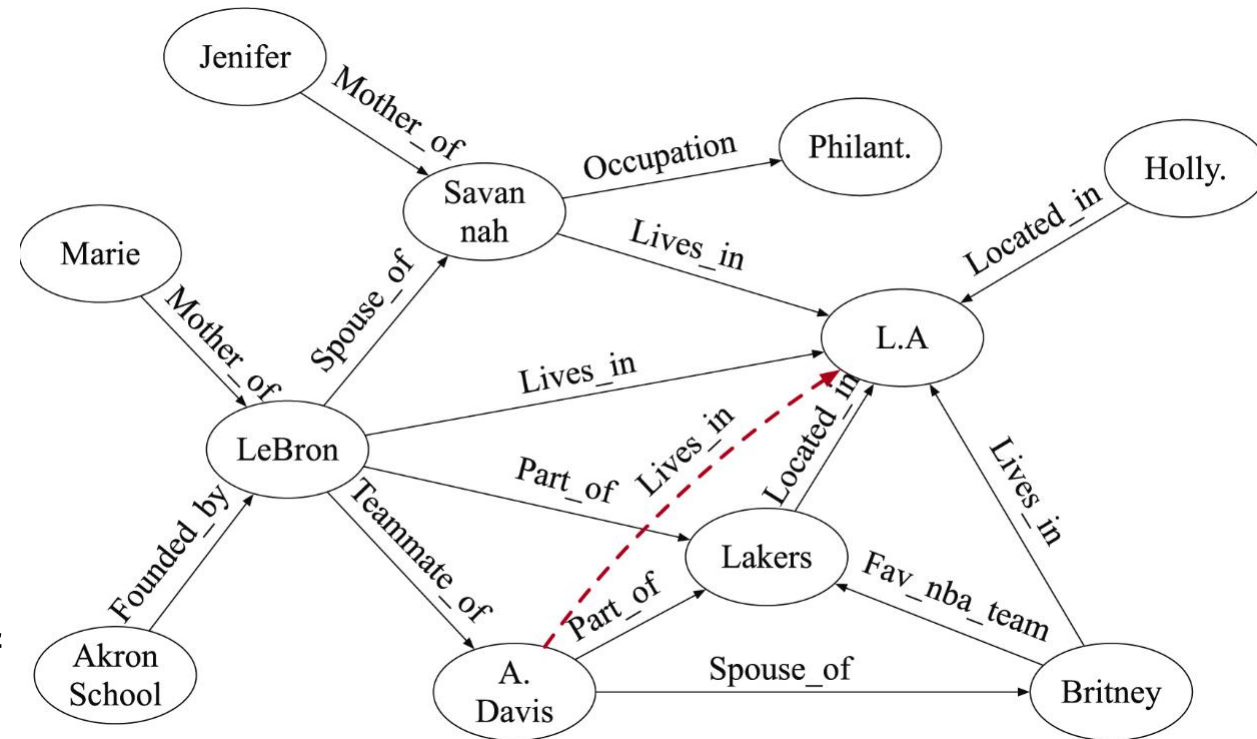 Jenifer
Mother_of
Occupation
Philant.
Holly.
Savan
nah
Located_in
Marie
Lives_in
Mother_of
Spouse_of
L.A
Lives_in
LeBron
Lives_in
Located_in
Part_of
Teammate_of
Lives_in
Founded_by
Lakers
Fav_nba_team
Part_of
Akron
School
A.
Davis
Spouse_of
Britney